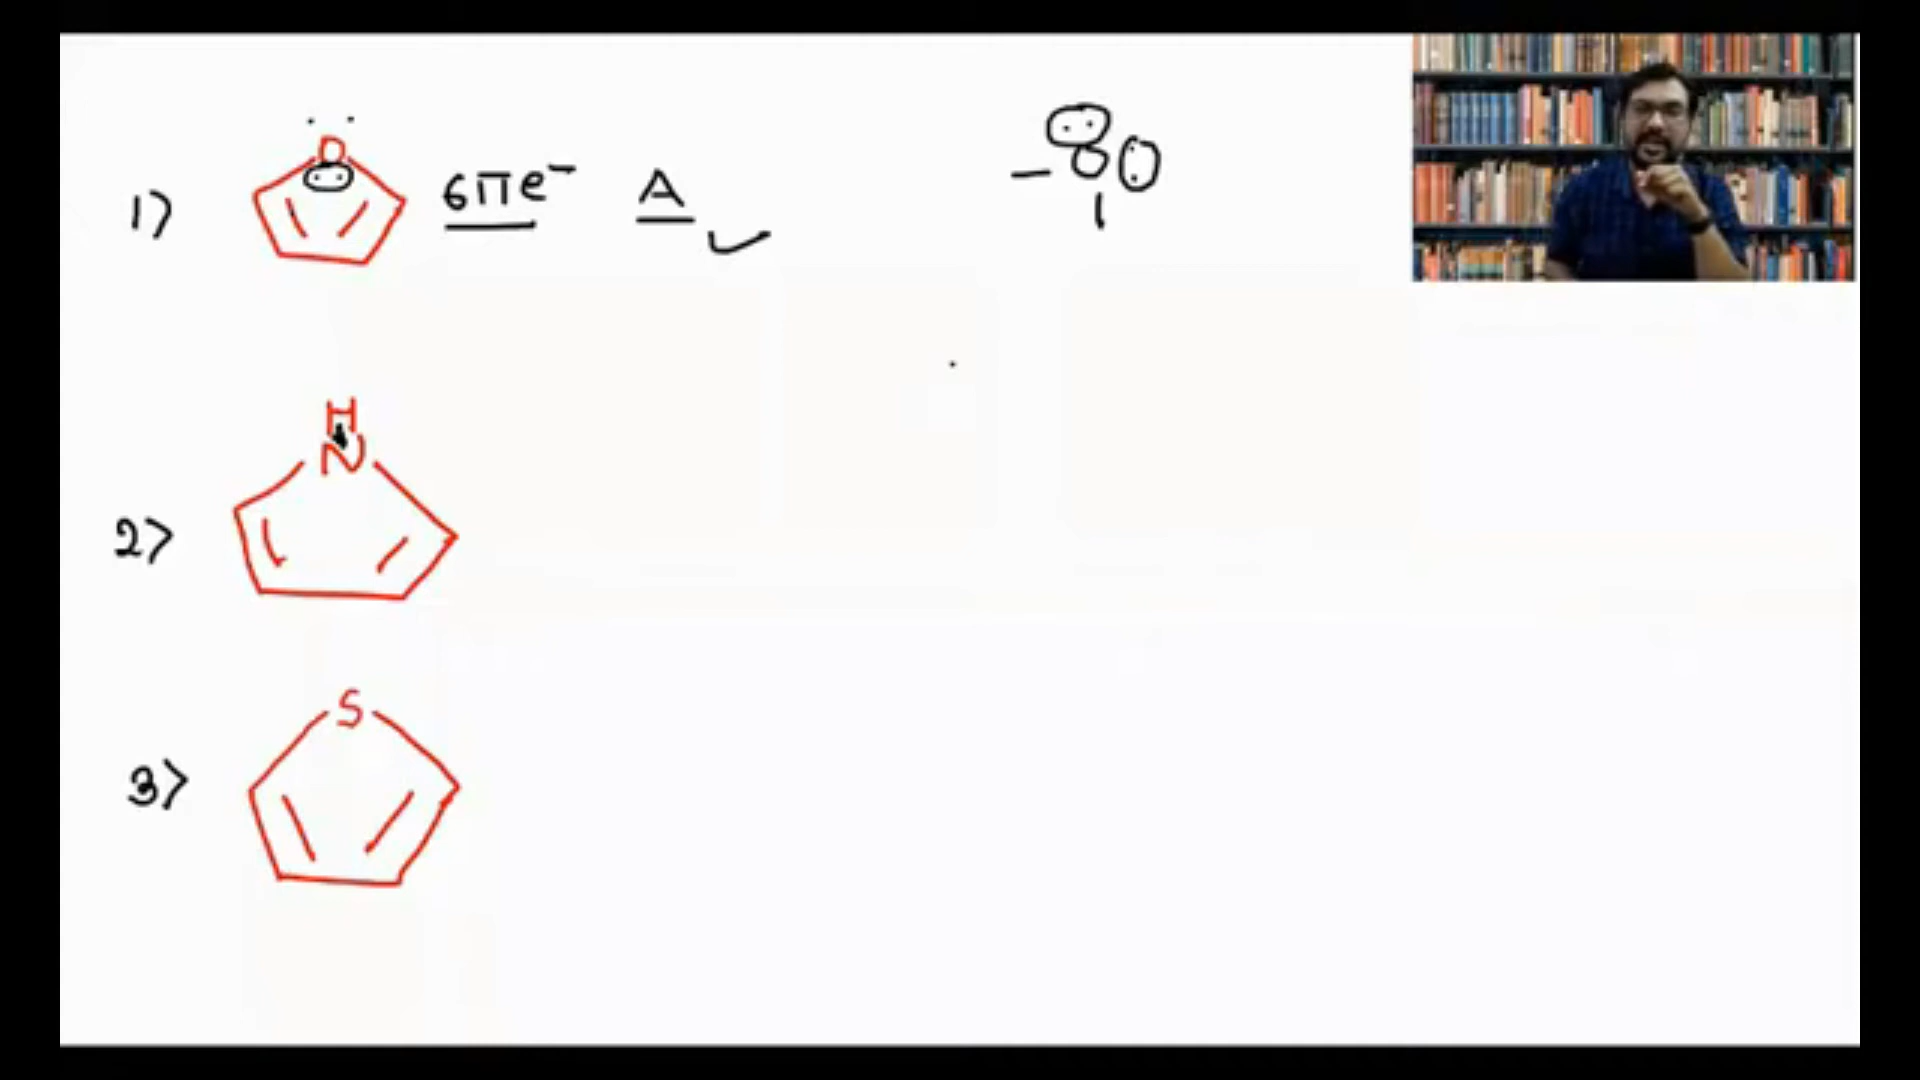 1) O 6πe⁻ A
O
2) H
N
3) S